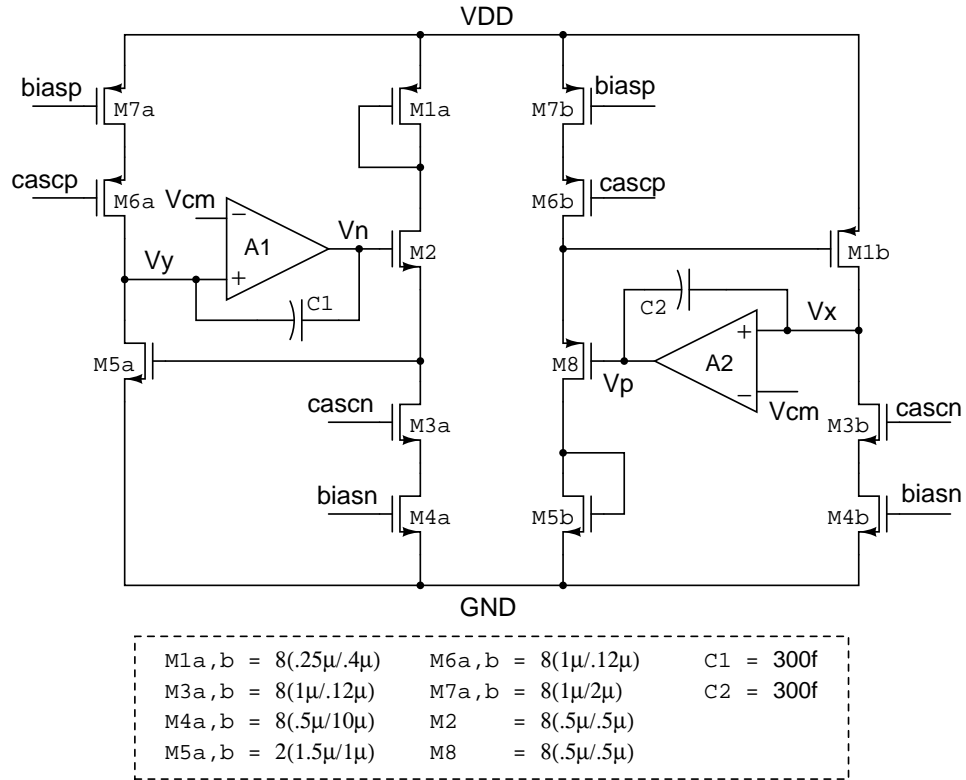 VDD
biasp
M7a
M1a
M7b
biasp
cascp
M6a
Vcm
A1
Vn
M2
M6b
cascp
M1b
Vy
C1
C2
Vx
M5a
M8
Vp
A2
Vcm
cascn
M3a
cascn
M3b
biasn
M4a
M5b
biasn
M4b
GND
M1a,b = 8(.25µ/.4µ) M6a,b = 8(1µ/.12µ) C1 = 300f
M3a,b = 8(1µ/.12µ) M7a,b = 8(1µ/2µ) C2 = 300f
M4a,b = 8(.5µ/10µ) M2 = 8(.5µ/.5µ)
M5a,b = 2(1.5µ/1µ) M8 = 8(.5µ/.5µ)